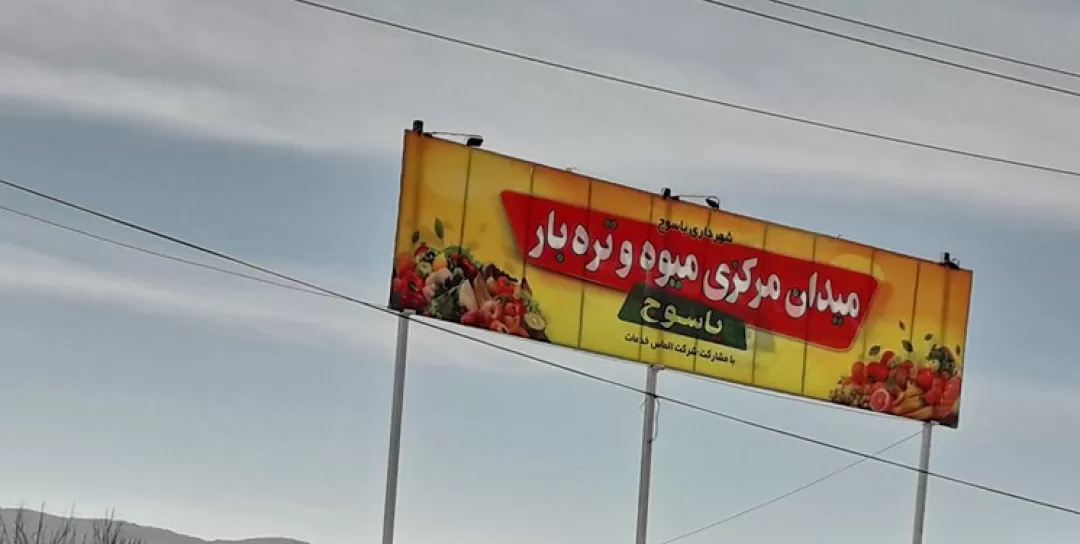 شهرداری یاسوج
میدان مرکزی میوه و تره بار
یاسوج
با مشارکت شرکت الماس خدمات